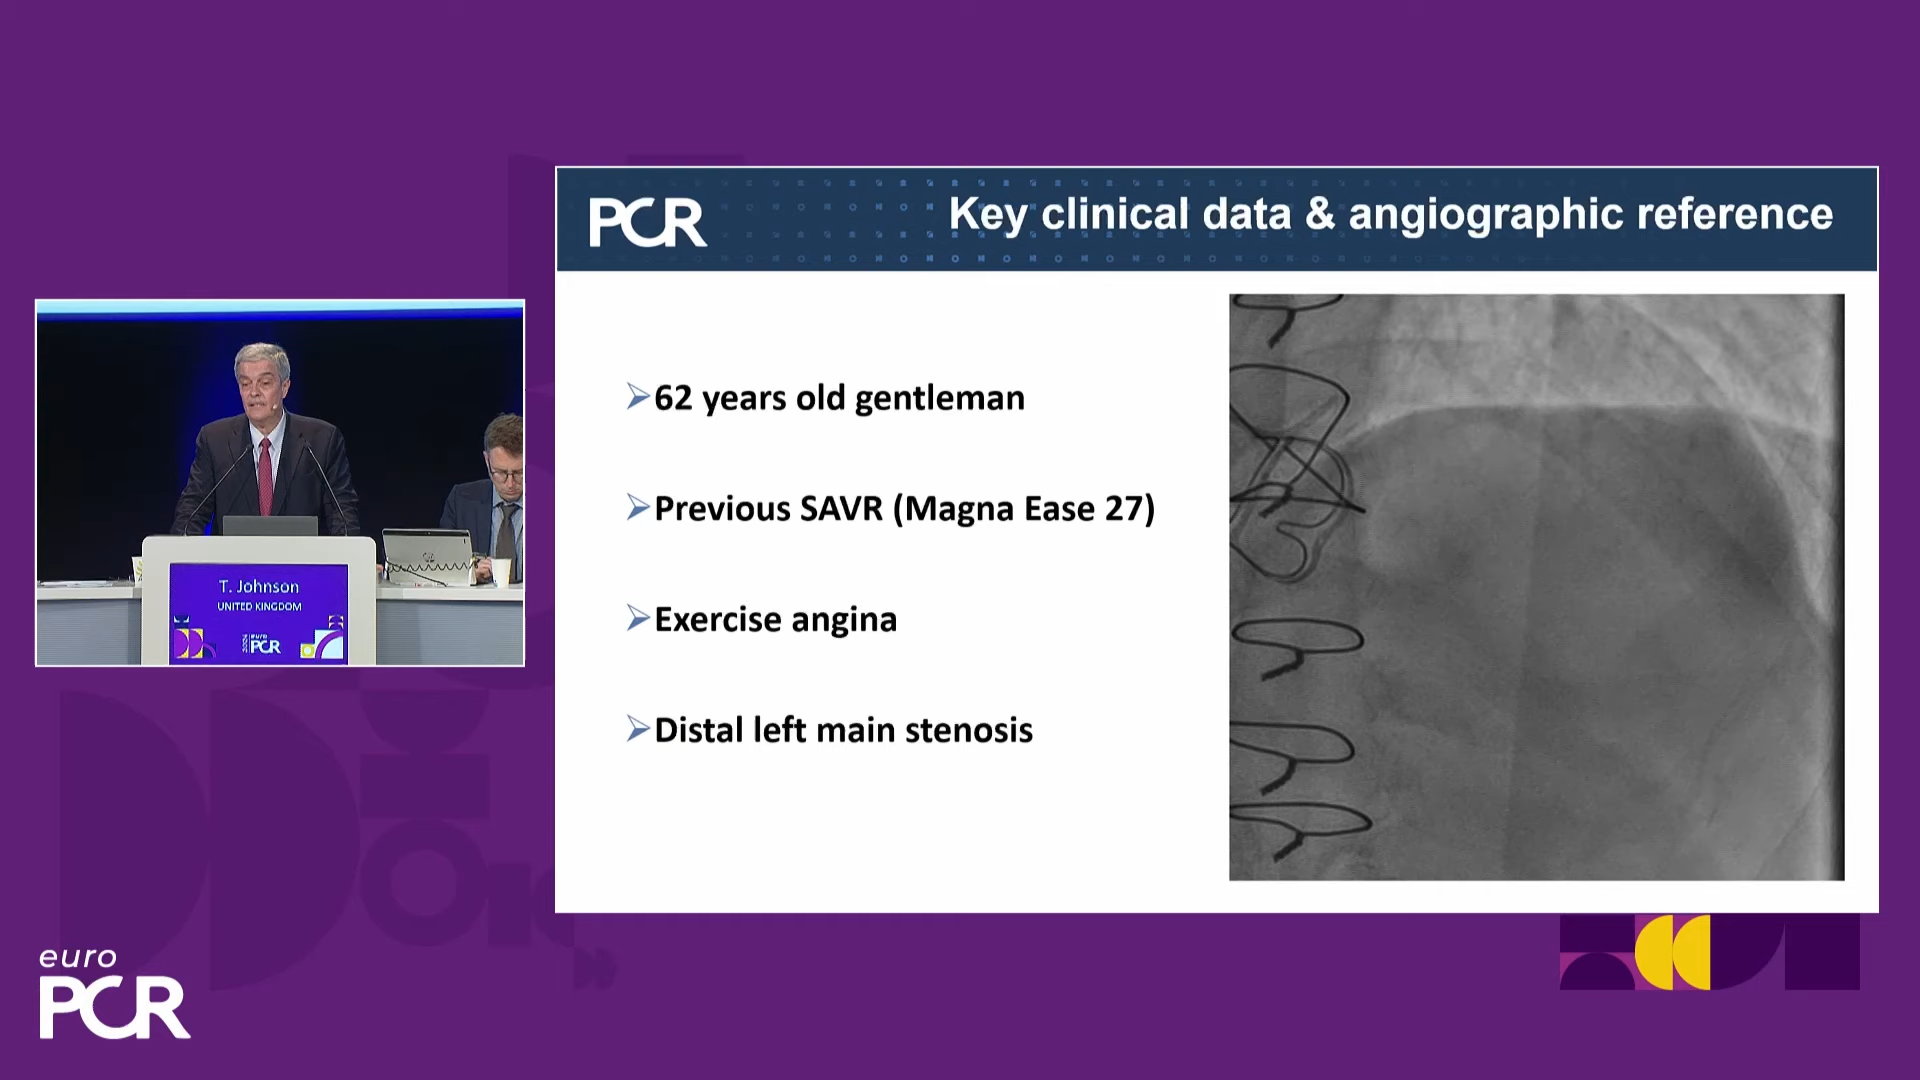 PCR
Key clinical data & angiographic reference
62 years old gentleman
Previous SAVR (Magna Ease 27)
Exercise angina
Distal left main stenosis
T. Johnson
UNITED KINGDOM
euro
PCR
euro
PCR